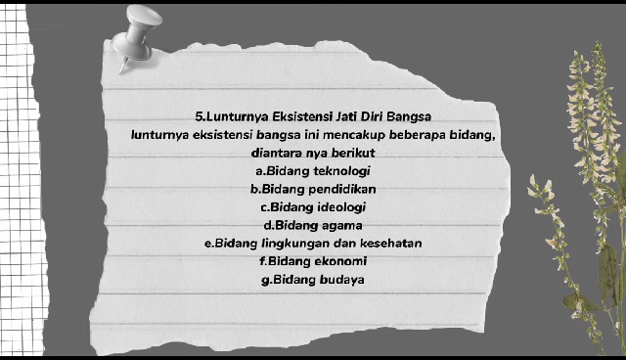 5.Lunturnya Eksistensi Jati Diri Bangsa
lunturnya eksistensi bangsa ini mencakup beberapa bidang,
diantara nya berikut
a.Bidang teknologi
b.Bidang pendidikan
c.Bidang ideologi
d.Bidang agama
e.Bidang lingkungan dan kesehatan
f.Bidang ekonomi
g.Bidang budaya